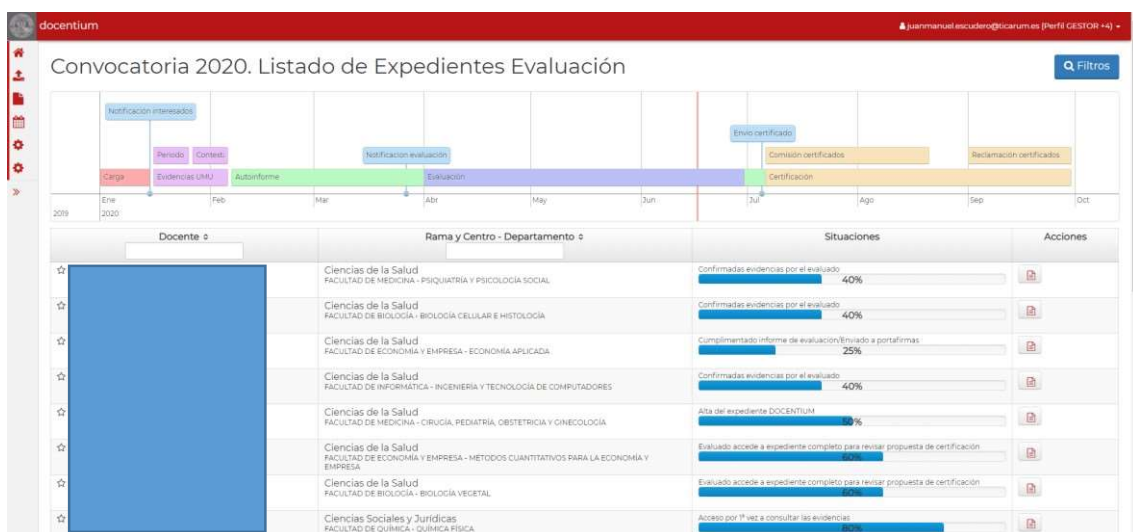 docentium
juanmanuel.escudero@ticarum.es (Perfil GESTOR +4)
Convocatoria 2020. Listado de Expedientes Evaluación
Filtros
Notificación interesados
Envio certificado
Periodo
Contest
Notificacion evaluación
Comisión certificados
Reclamación certificados
Carga
Evidencias UMU
Autoinforme
Evaluación
Certificación
Ene
Feb
Mar
Abr
May
Jun
Jul
Ago
Sep
Oct
2019
2020
Docente
Rama y Centro - Departamento
Situaciones
Acciones
Ciencias de la Salud
FACULTAD DE MEDICINA - PSIQUIATRÍA Y PSICOLOGÍA SOCIAL
Confirmadas evidencias por el evaluado
40%
Ciencias de la Salud
FACULTAD DE BIOLOGÍA - BIOLOGÍA CELULAR E HISTOLOGÍA
Confirmadas evidencias por el evaluado
40%
Ciencias de la Salud
FACULTAD DE ECONOMÍA Y EMPRESA - ECONOMÍA APLICADA
Cumplimentado informe de evaluación/Enviado a portafirmas
25%
Ciencias de la Salud
FACULTAD DE INFORMÁTICA - INGENIERÍA Y TECNOLOGÍA DE COMPUTADORES
Confirmadas evidencias por el evaluado
40%
Ciencias de la Salud
FACULTAD DE MEDICINA - CIRUGÍA, PEDIATRÍA, OBSTETRICIA Y GINECOLOGÍA
Alta del expediente DOCENTIUM
50%
Ciencias de la Salud
FACULTAD DE ECONOMÍA Y EMPRESA - METODOS CUANTITATIVOS PARA LA ECONOMÍA Y
EMPRESA
Evaluado accede a expediente completo para revisar propuesta de certificación
60%
Ciencias de la Salud
FACULTAD DE BIOLOGÍA - BIOLOGÍA VEGETAL
Evaluado accede a expediente completo para revisar propuesta de certificación
60%
Ciencias Sociales y Jurídicas
FACULTAD DE QUÍMICA - QUÍMICA FÍSICA
Acceso por 1ª vez a consultar las evidencias
80%